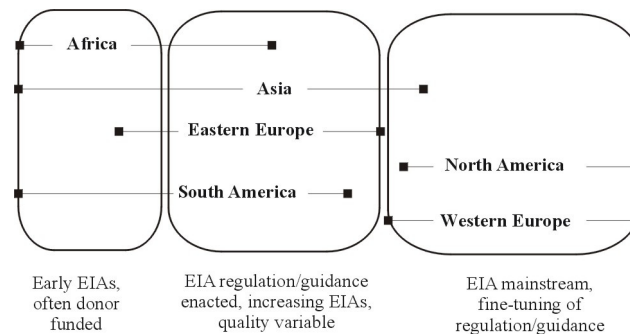 Africa
Asia
Eastern Europe
North America
South America
Western Europe
Early EIAs,
often donor
funded
EIA regulation/guidance
enacted, increasing EIAs,
quality variable
EIA mainstream,
fine-tuning of
regulation/guidance